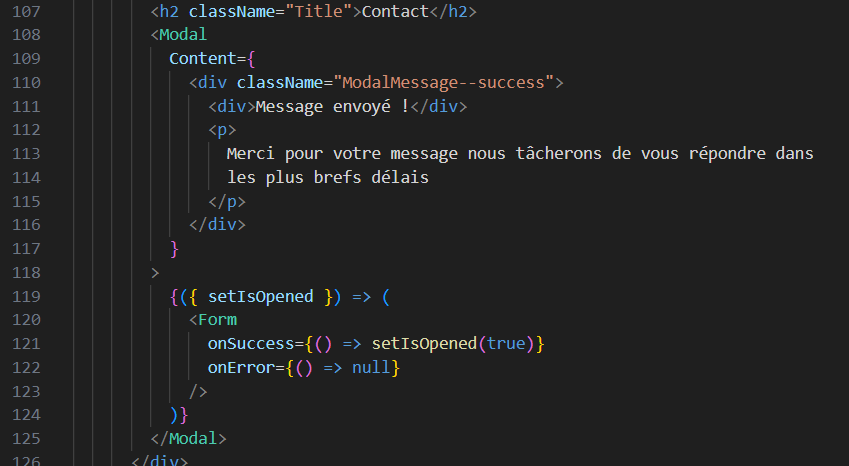 107 <h2 className="Title">Contact</h2>
108 <Modal
109 Content={
110 <div className="ModalMessage--success">
111 <div>Message envoyé !</div>
112 <p>
113 Merci pour votre message nous tâcherons de vous répondre dans
114 les plus brefs délais
115 </p>
116 </div>
117 }
118 >
119 {({ setIsOpened }) => (
120 <Form
121 onSuccess={() => setIsOpened(true)}
122 onError={() => null}
123 />
124 )}
125 </Modal>
126 </div>